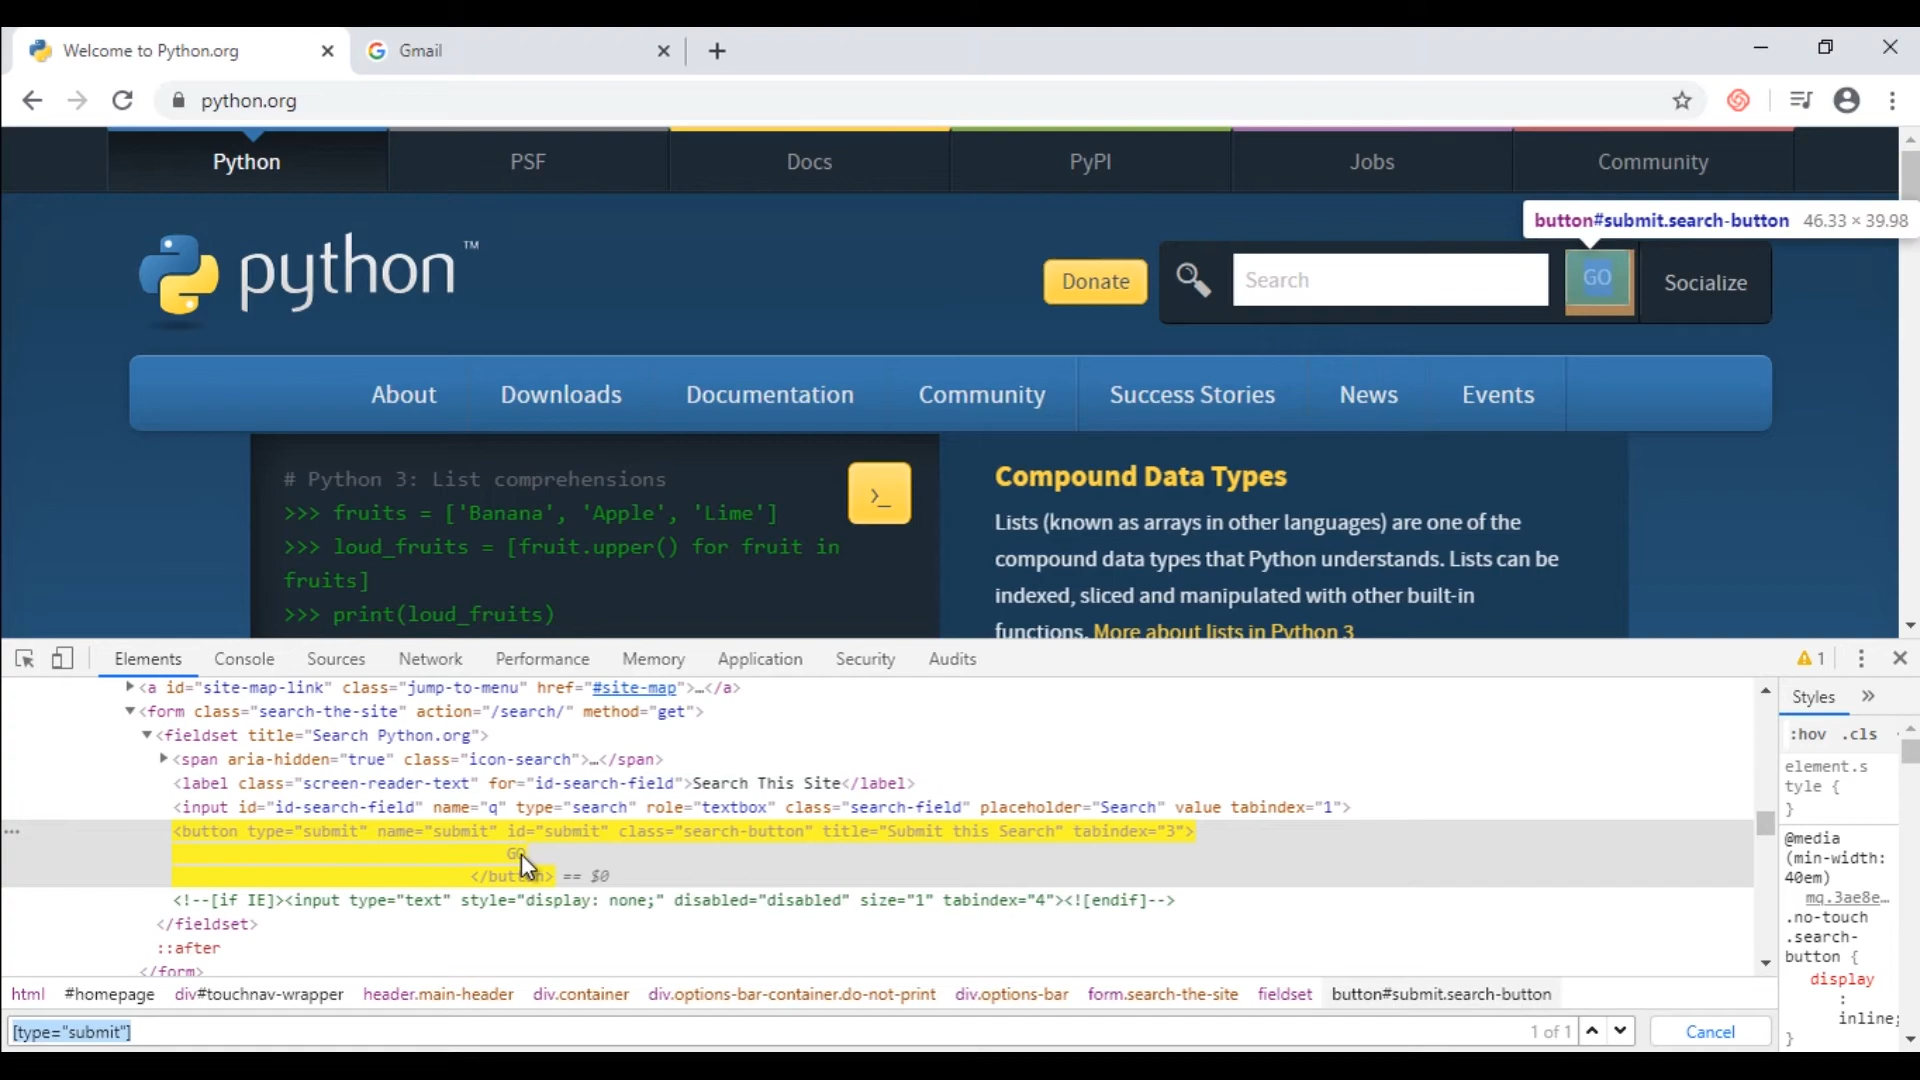 Welcome to Python.org
Gmail
python.org
Python
PSF
Docs
PyPI
Jobs
Community
button#submit.search-button 46.33 × 39.98
python™
Donate
Search
GO
Socialize
About
Downloads
Documentation
Community
Success Stories
News
Events
# Python 3: List comprehensions
>>> fruits = ['Banana', 'Apple', 'Lime']
>>> loud_fruits = [fruit.upper() for fruit in
fruits]
>>> print(loud_fruits)
>_
Compound Data Types
Lists (known as arrays in other languages) are one of the
compound data types that Python understands. Lists can be
indexed, sliced and manipulated with other built-in
functions. More about lists in Python 3
Elements
Console
Sources
Network
Performance
Memory
Application
Security
Audits
1
<a id="site-map-link" class="jump-to-menu" href="#site-map">…</a>
<form class="search-the-site" action="/search/" method="get">
<fieldset title="Search Python.org">
<span aria-hidden="true" class="icon-search">…</span>
<label class="screen-reader-text" for="id-search-field">Search This Site</label>
<input id="id-search-field" name="q" type="search" role="textbox" class="search-field" placeholder="Search" value tabindex="1">
<button type="submit" name="submit" id="submit" class="search-button" title="Submit this Search" tabindex="3">
GO
</button> == $0
<!--[if IE]><input type="text" style="display: none;" disabled="disabled" size="1" tabindex="4"><![endif]-->
</fieldset>
::after
</form>
html #homepage div#touchnav-wrapper header.main-header div.container div.options-bar-container.do-not-print div.options-bar form.search-the-site fieldset button#submit.search-button
[type="submit"]
1 of 1
Cancel
Styles
:hov .cls
element.s
tyle {
}
@media
(min-width:
40em)
mq.3ae8e…
.no-touch
.search-
button {
display
:
inline;
}